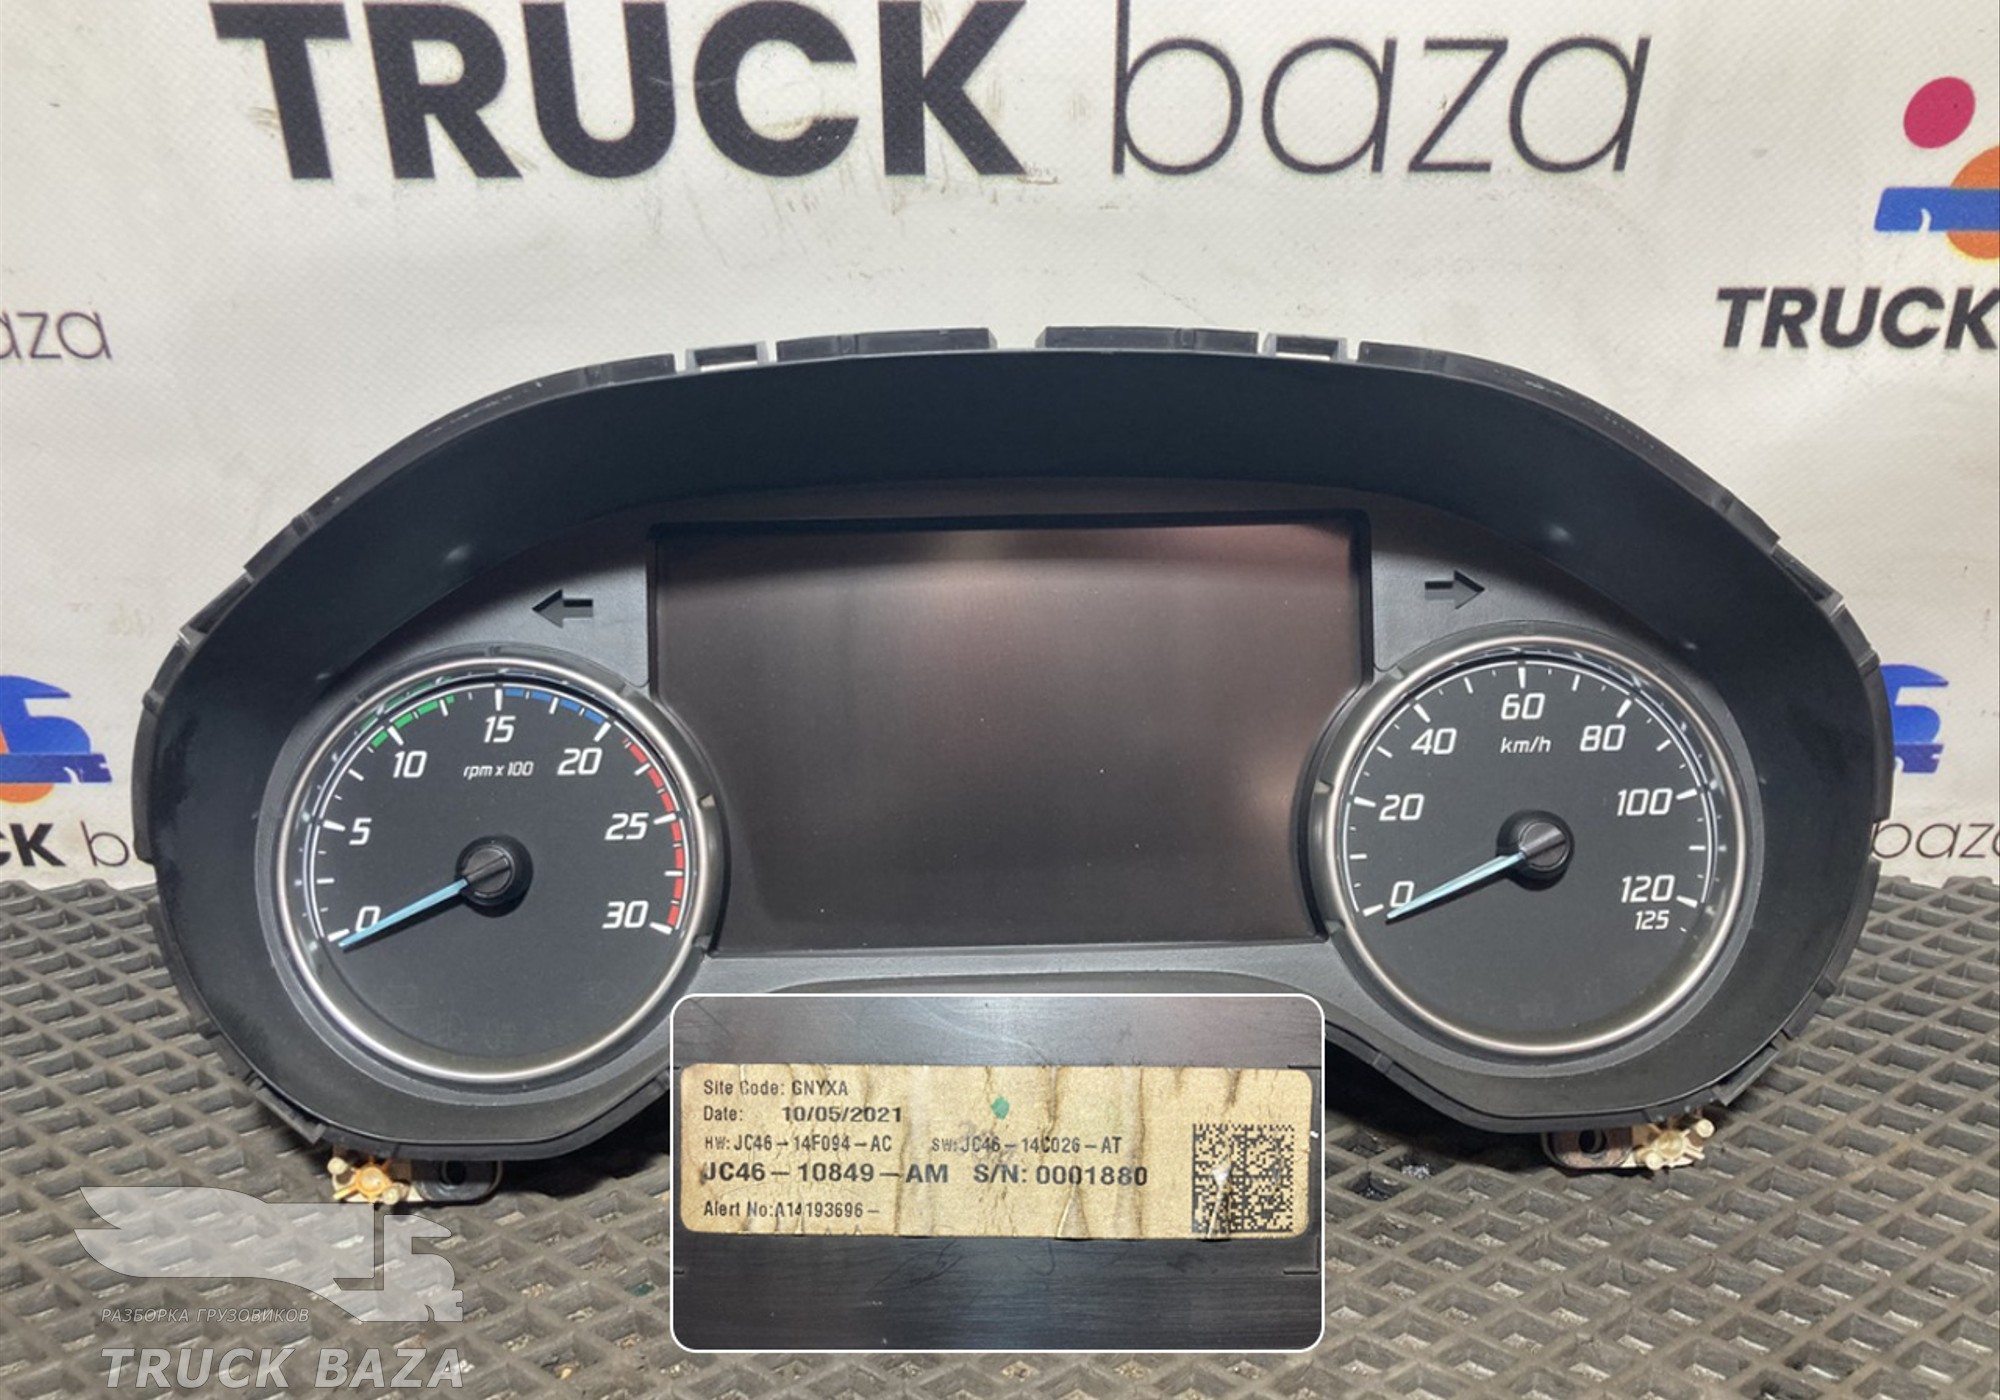 TRUCK baza
TRUCK
aza
CK b
baza
15
10
20
rpm x 100
5
25
0
30
60
40
80
km/h
20
100
0
120
125
Site Code: GNYXA
Date: 10/05/2021
HW: JC46-14F094-AC SW: JC46-14C026-AT
JC46-10849-AM S/N: 0001880
Alert No: A14193696-
РАЗБОРКА ГРУЗОВИКОВ
TRUCK BAZA